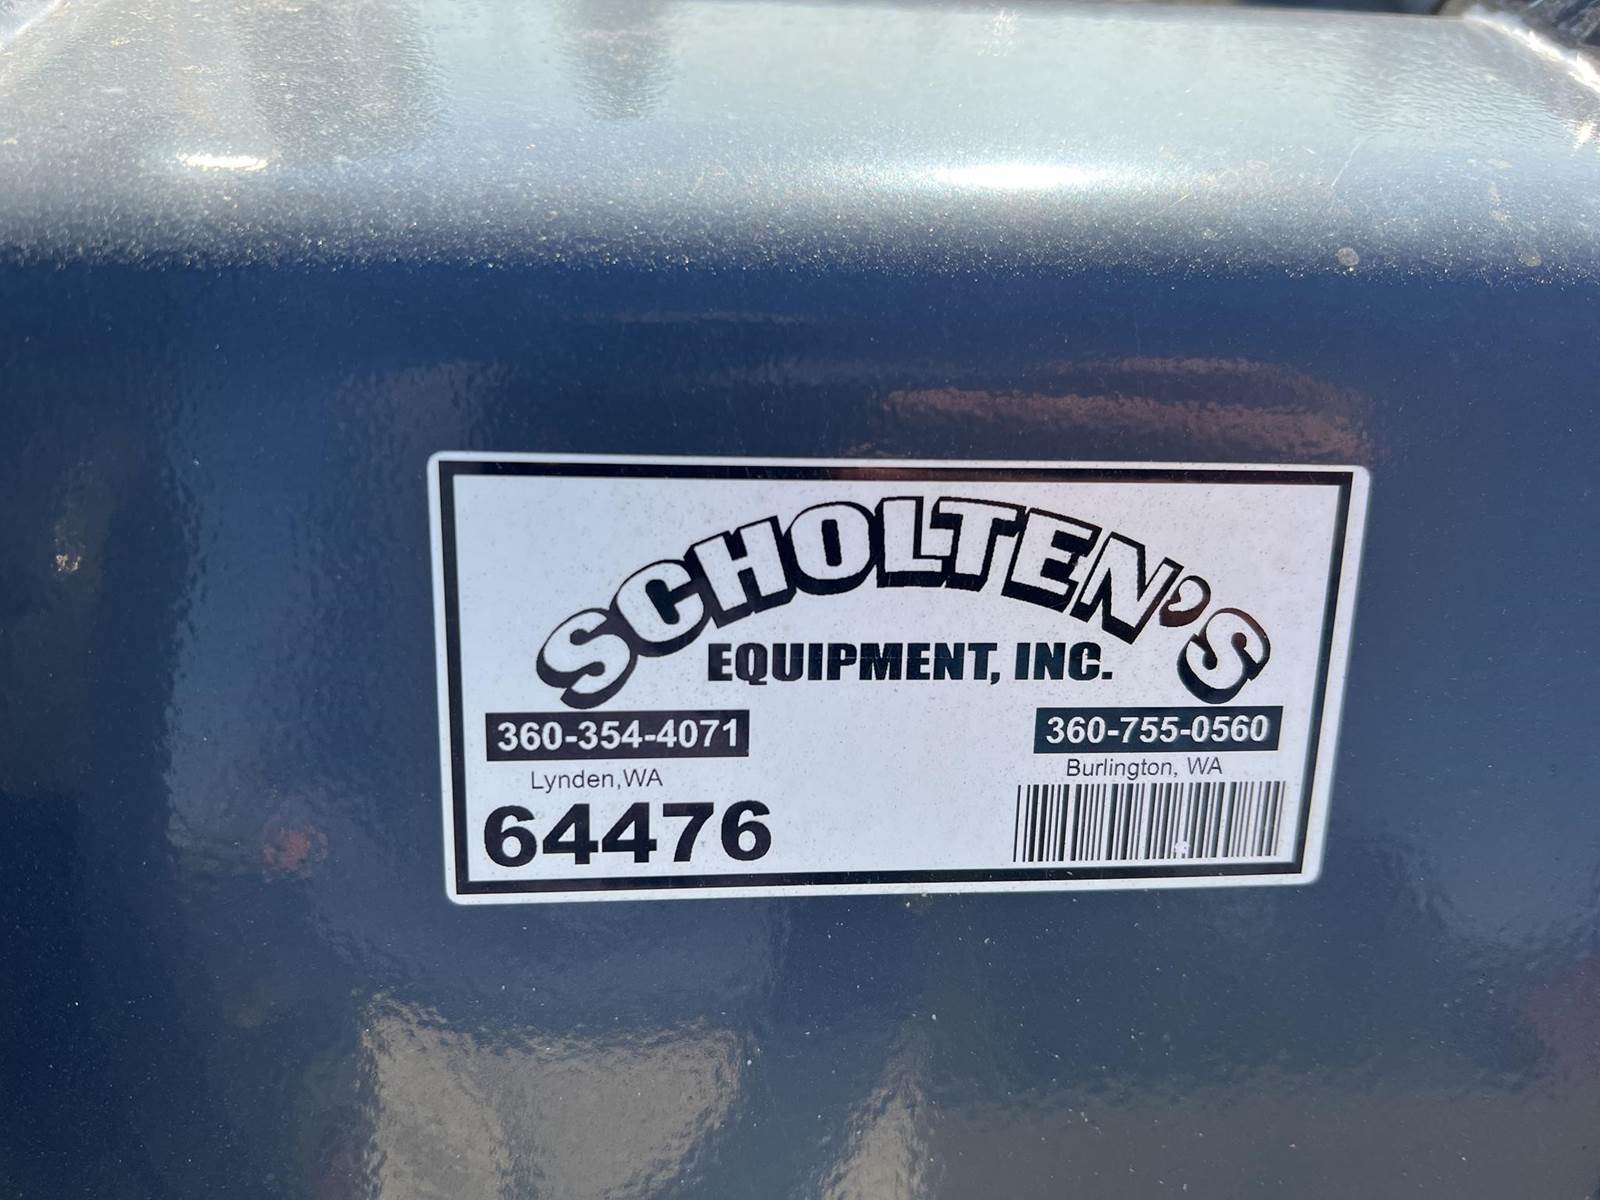 SCHOLTEN'S
EQUIPMENT, INC.
360-354-4071
Lynden,WA
360-755-0560
Burlington, WA
64476